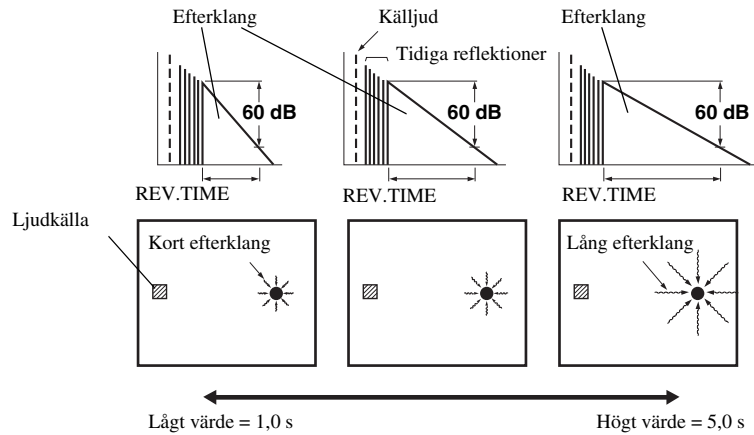 Efterklang
Källjud
Efterklang
Tidiga reflektioner
60 dB
60 dB
60 dB
REV.TIME
REV.TIME
REV.TIME
Ljudkälla
Kort efterklang
Lång efterklang
Lågt värde = 1,0 s
Högt värde = 5,0 s